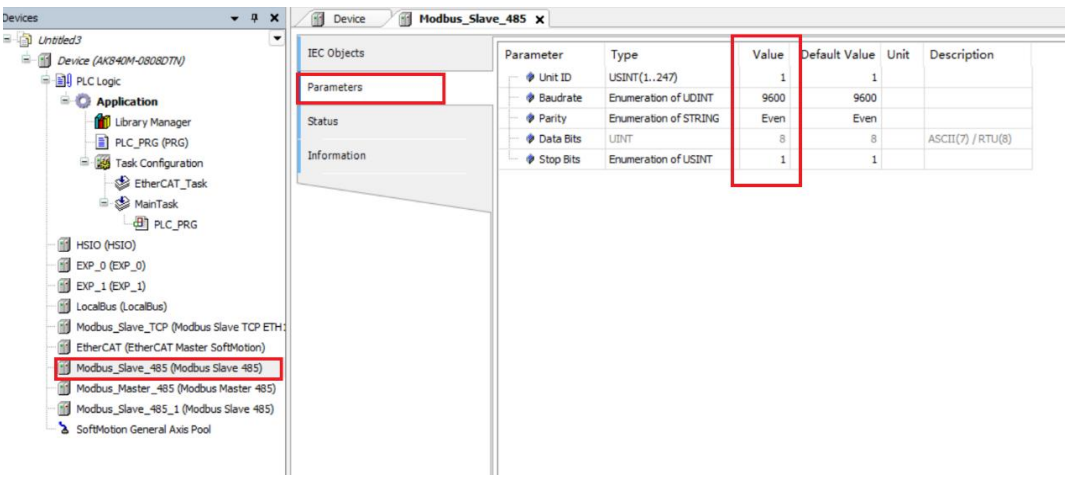 Devices
Untitled3
Device (AK840M-0808DTN)
PLC Logic
Application
Library Manager
PLC_PRG (PRG)
Task Configuration
EtherCAT_Task
MainTask
PLC_PRG
HSIO (HSIO)
EXP_0 (EXP_0)
EXP_1 (EXP_1)
LocalBus (LocalBus)
Modbus_Slave_TCP (Modbus Slave TCP ETH1
EtherCAT (EtherCAT Master SoftMotion)
Modbus_Slave_485 (Modbus Slave 485)
Modbus_Master_485 (Modbus Master 485)
Modbus_Slave_485_1 (Modbus Slave 485)
SoftMotion General Axis Pool
Device Modbus_Slave_485
IEC Objects
Parameters
Status
Information
Parameter Type Value Default Value Unit Description
Unit ID USINT(1..247) 1 1
Baudrate Enumeration of UDINT 9600 9600
Parity Enumeration of STRING Even Even
Data Bits UINT 8 8 ASCII(7) / RTU(8)
Stop Bits Enumeration of USINT 1 1